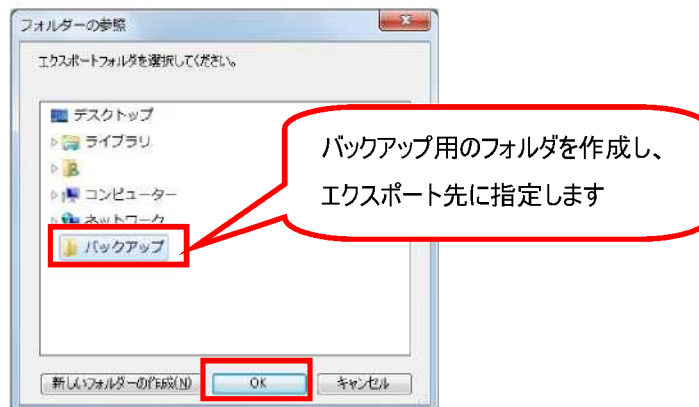 フォルダーの参照
エクスポートフォルダを選択してください。
デスクトップ
ライブラリ
コンピューター
ネットワーク
バックアップ
バックアップ用のフォルダを作成し、
エクスポート先に指定します
新しいフォルダーの作成(N)
OK
キャンセル